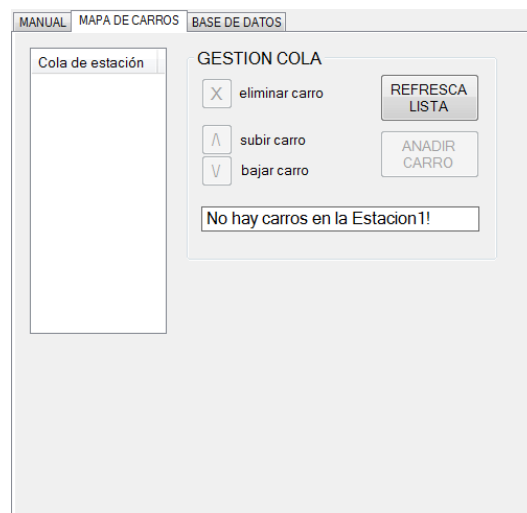 MANUAL MAPA DE CARROS BASE DE DATOS
Cola de estación
GESTION COLA
X eliminar carro
REFRESCA
LISTA
Λ subir carro
V bajar carro
ANADIR
CARRO
No hay carros en la Estacion1!